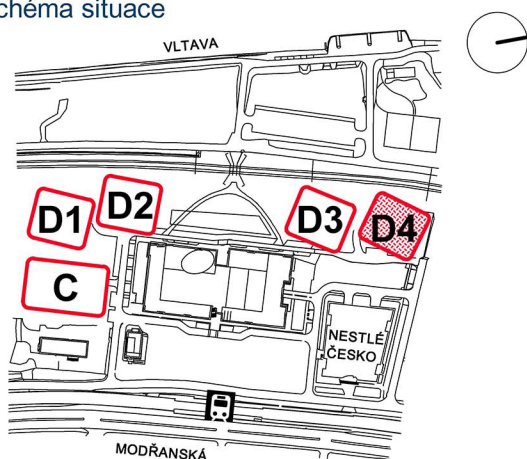 chéma situace
VLTAVA
D1
D2
D3
D4
C
NESTLÉ
ČESKO
MODŘANSKÁ